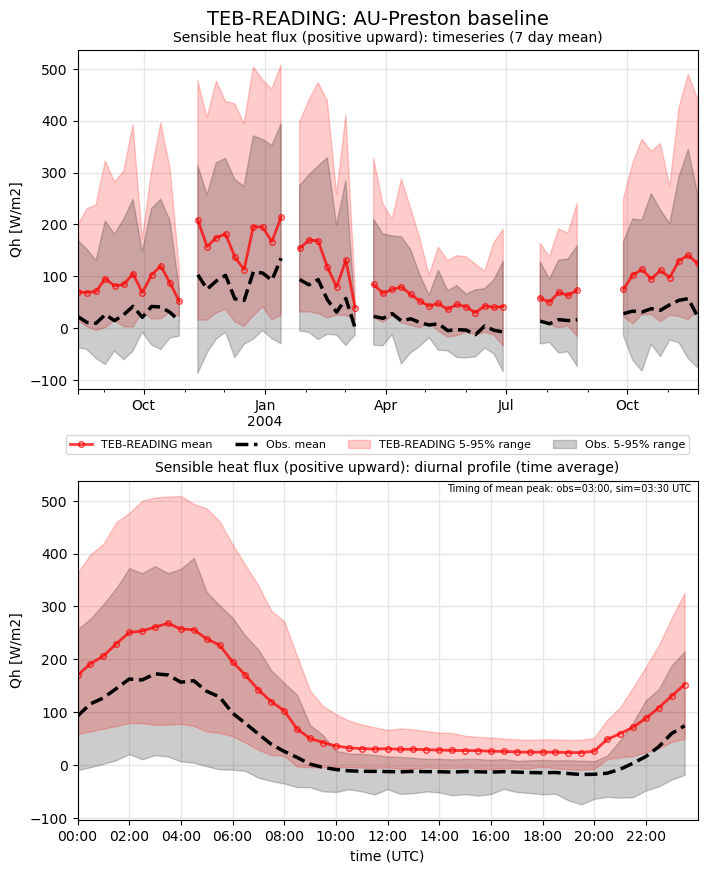 TEB-READING: AU-Preston baseline
Sensible heat flux (positive upward): timeseries (7 day mean)
500
400
300
200
100
0
−100
Qh [W/m2]
Oct Jan Apr Jul Oct
2004
TEB-READING mean Obs. mean TEB-READING 5-95% range Obs. 5-95% range
Sensible heat flux (positive upward): diurnal profile (time average)
Timing of mean peak: obs=03:00, sim=03:30 UTC
500
400
300
200
100
0
−100
Qh [W/m2]
00:00 02:00 04:00 06:00 08:00 10:00 12:00 14:00 16:00 18:00 20:00 22:00
time (UTC)